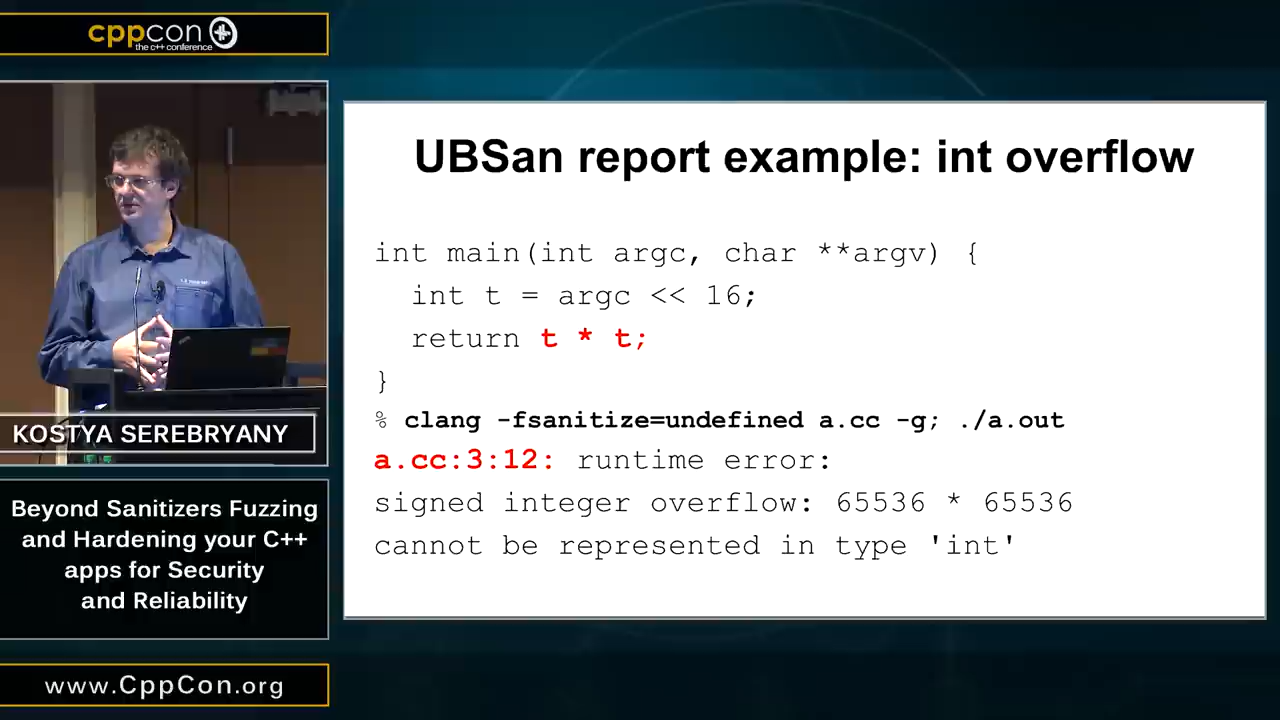 cppcon
the c++ conference
KOSTYA SEREBRYANY
Beyond Sanitizers Fuzzing
and Hardening your C++
apps for Security
and Reliability
www.CppCon.org
UBSan report example: int overflow
int main(int argc, char **argv) {
int t = argc << 16;
return t * t;
}
% clang -fsanitize=undefined a.cc -g; ./a.out
a.cc:3:12: runtime error:
signed integer overflow: 65536 * 65536
cannot be represented in type 'int'